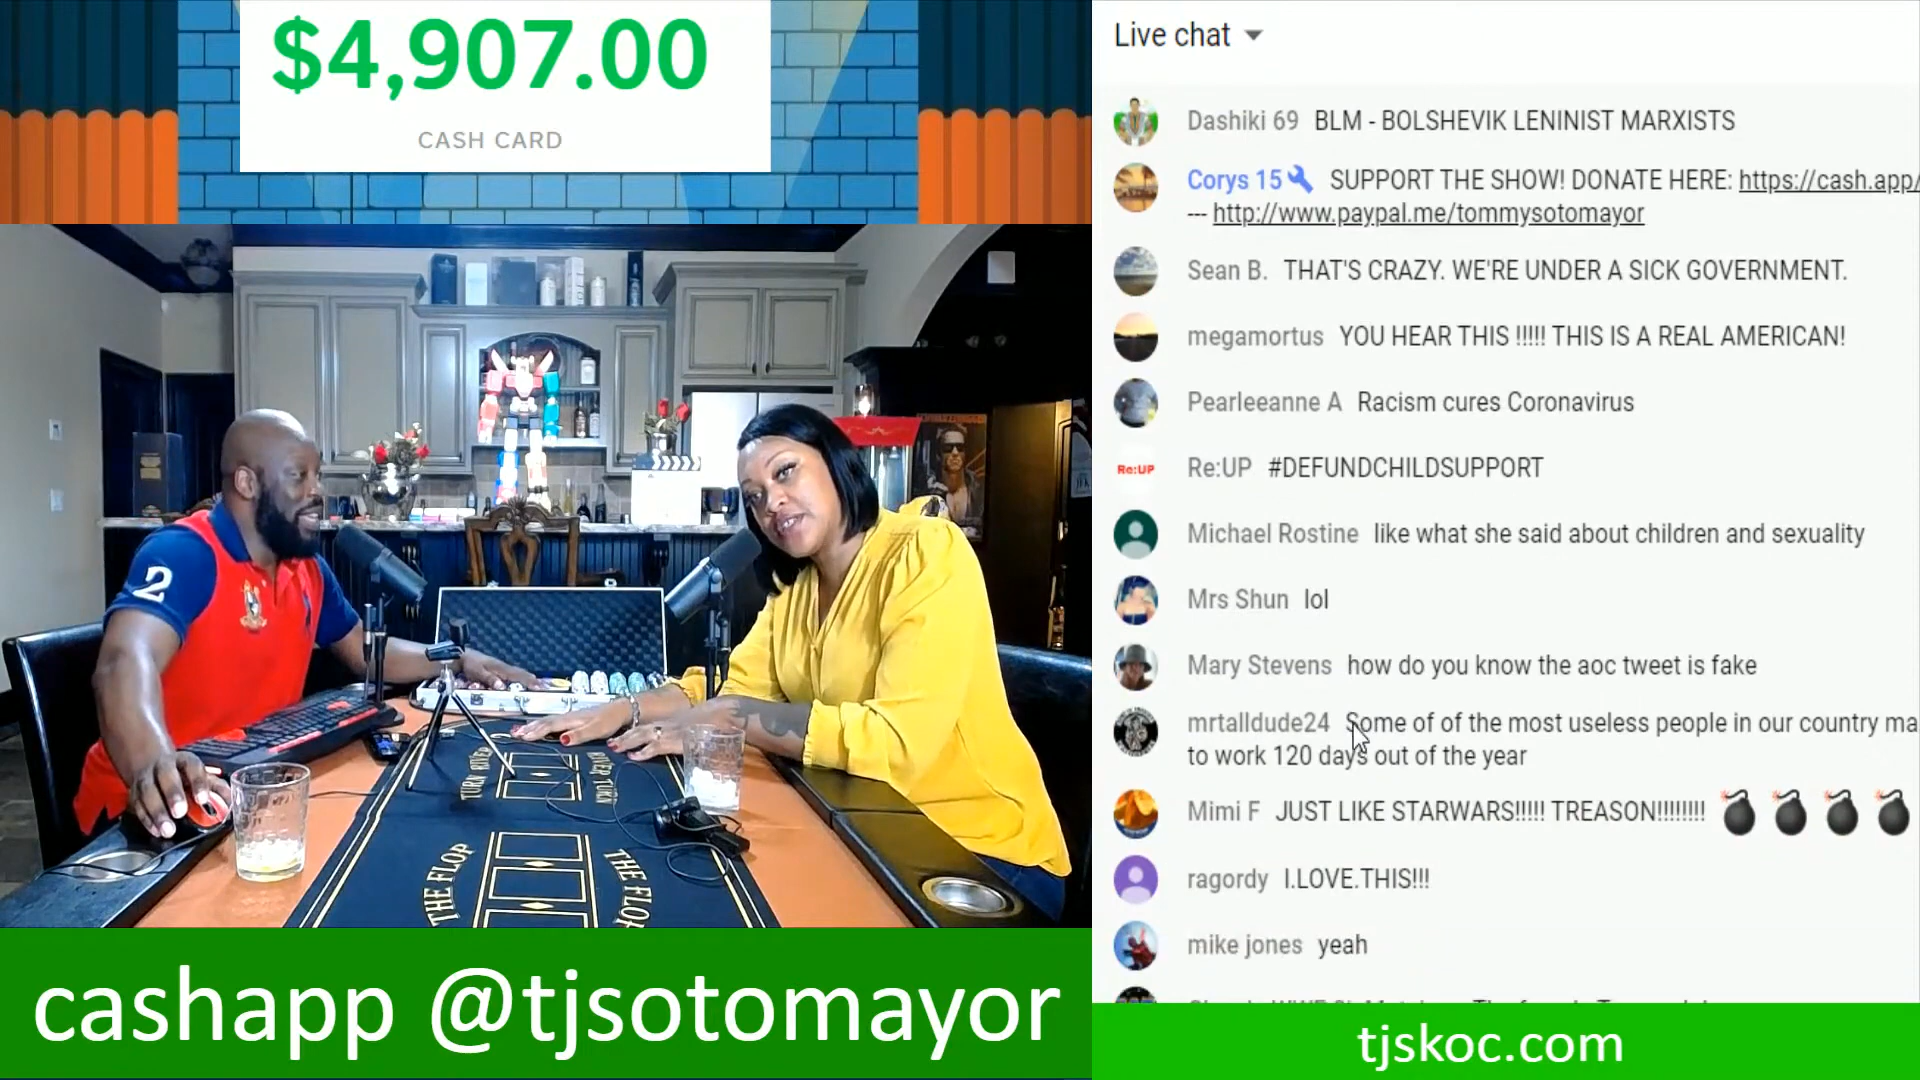 $4,907.00
CASH CARD
Live chat
Dashiki 69 BLM - BOLSHEVIK LENINIST MARXISTS
Corys 15 SUPPORT THE SHOW! DONATE HERE: https://cash.app/
--- http://www.paypal.me/tommysotomayor
Sean B. THAT'S CRAZY. WE'RE UNDER A SICK GOVERNMENT.
megamortus YOU HEAR THIS !!!!! THIS IS A REAL AMERICAN!
Pearleeanne A Racism cures Coronavirus
Re:UP Re:UP #DEFUNDCHILDSUPPORT
Michael Rostine like what she said about children and sexuality
Mrs Shun lol
Mary Stevens how do you know the aoc tweet is fake
mrtalldude24 Some of of the most useless people in our country ma
to work 120 days out of the year
Mimi F JUST LIKE STARWARS!!!!! TREASON!!!!!!!!
ragordy I.LOVE.THIS!!!
mike jones yeah
2
TURN RIVER
RIVER TURN
THE FLOP
THE FLOP
cashapp @tjsotomayor
tjskoc.com